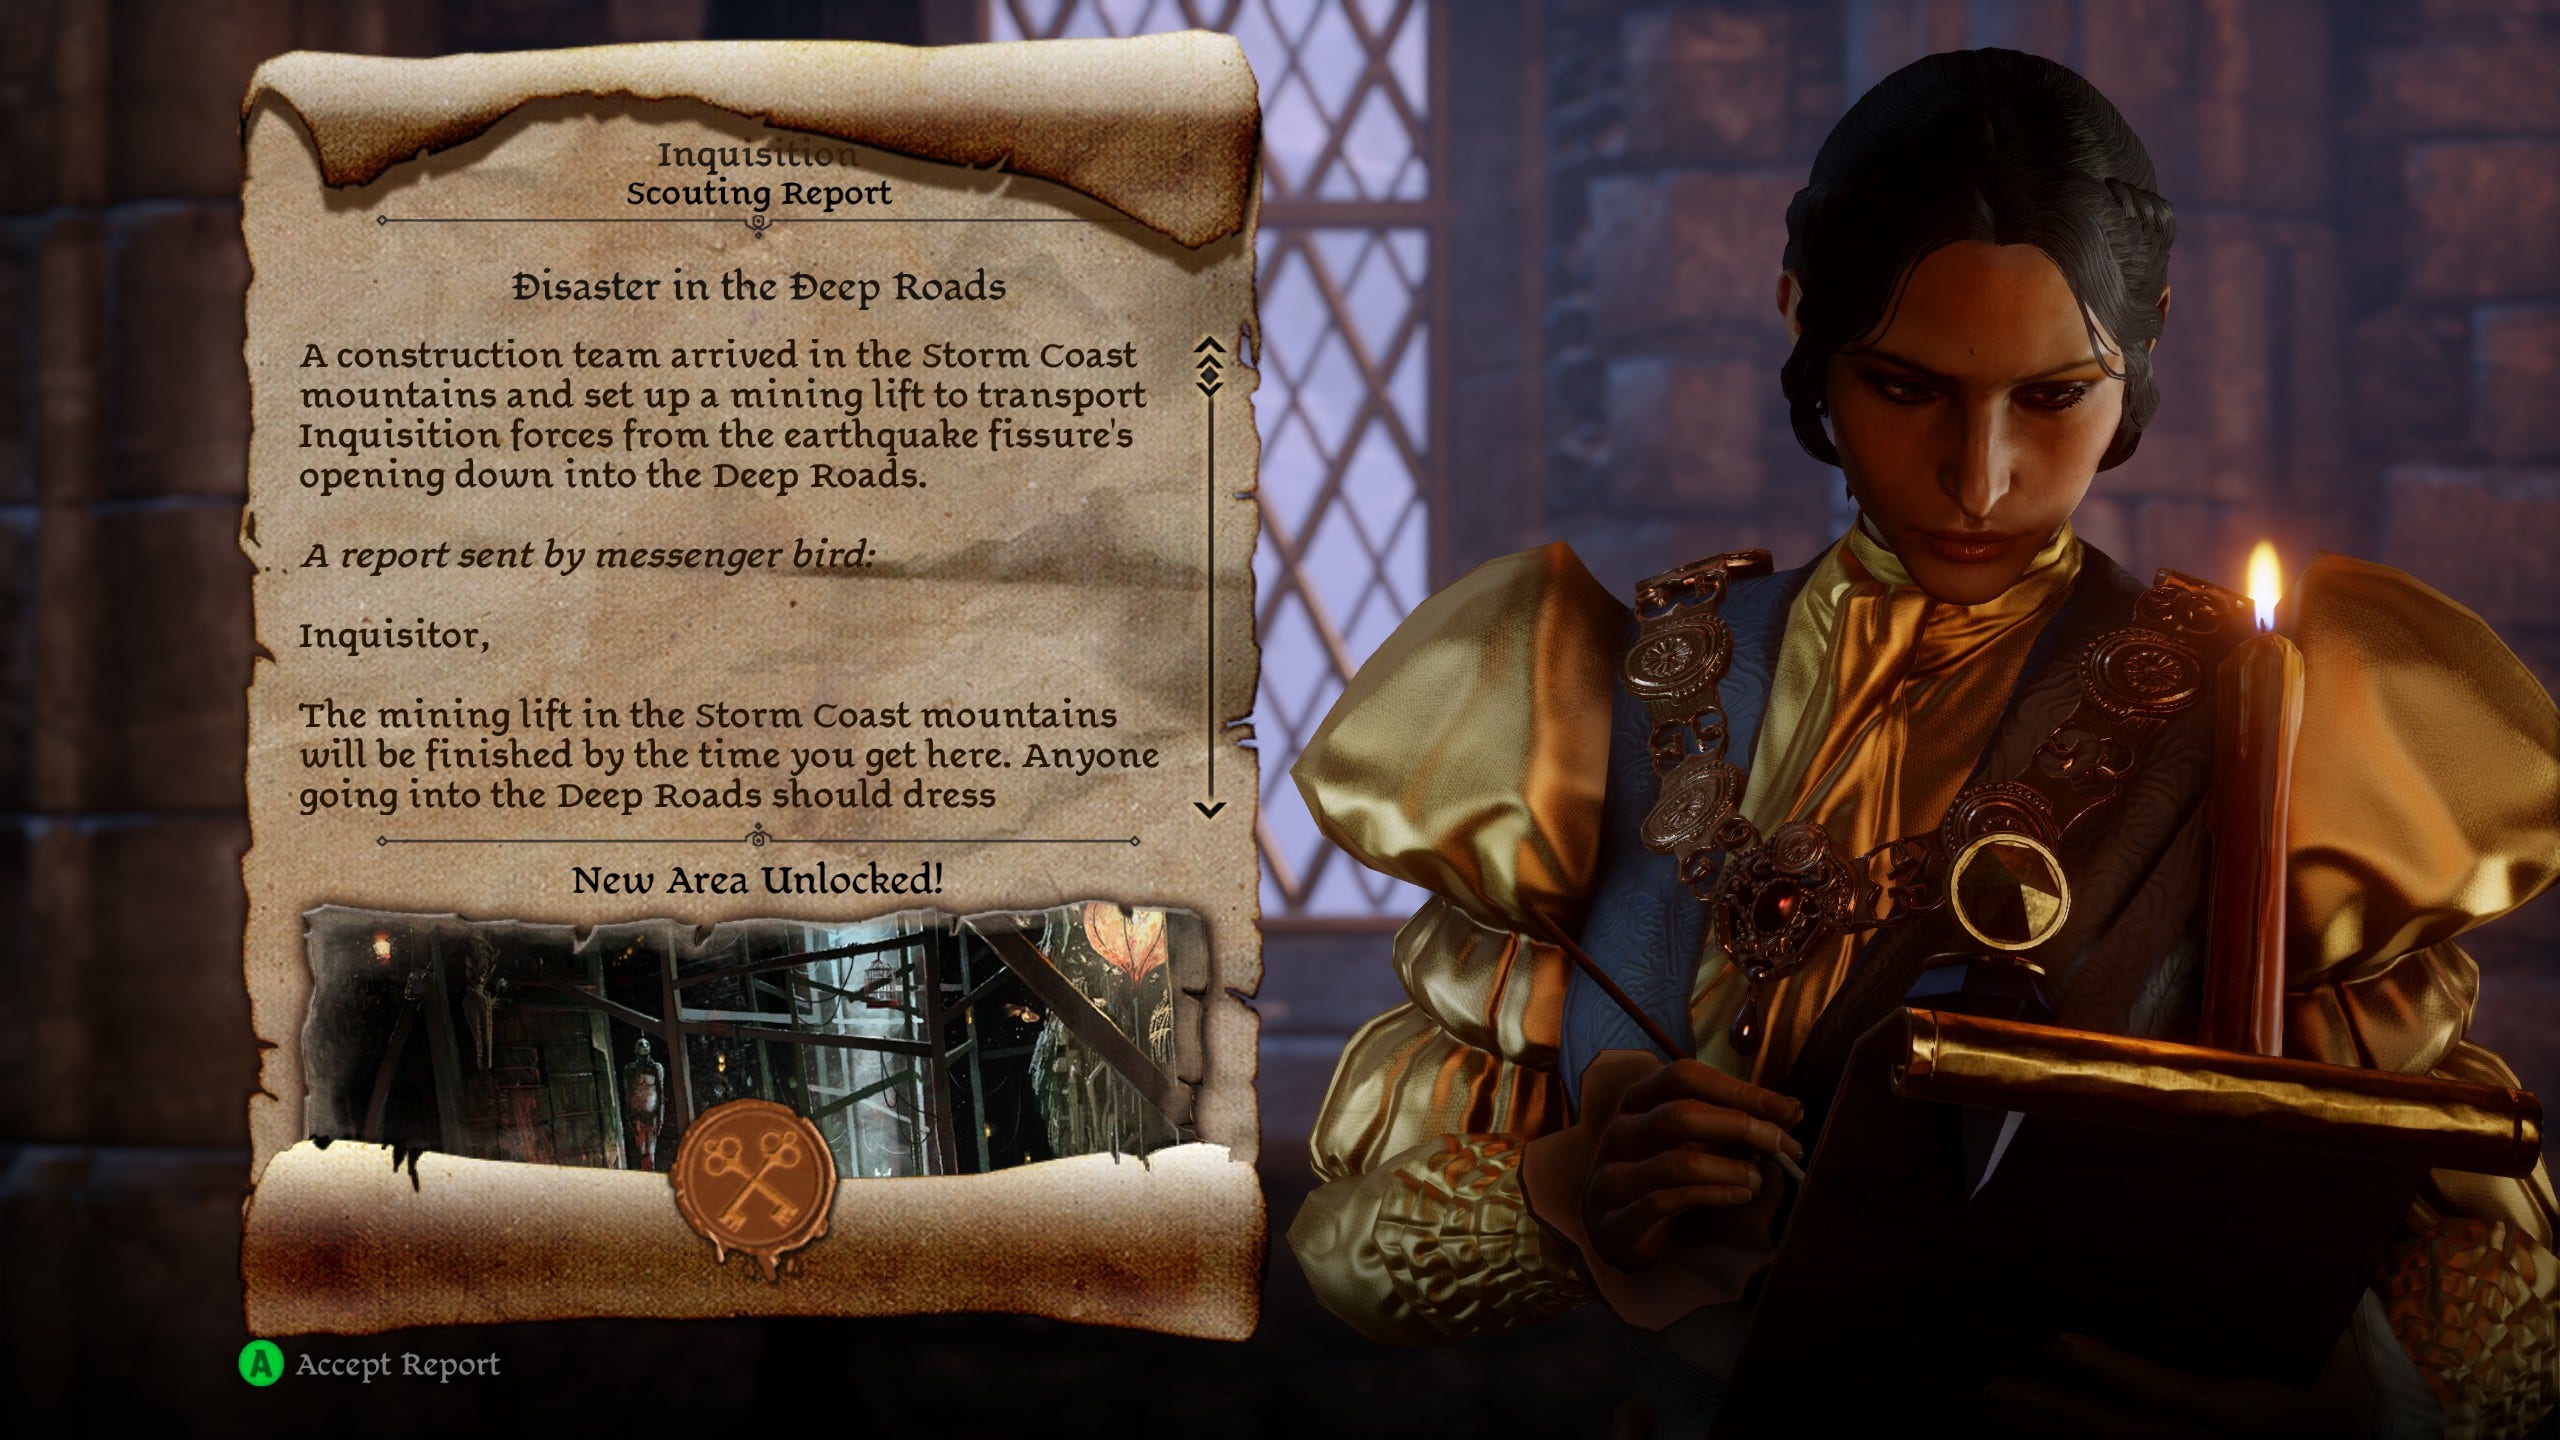 Inquisition
Scouting Report
Disaster in the Deep Roads
A construction team arrived in the Storm Coast
mountains and set up a mining lift to transport
Inquisition forces from the earthquake fissure's
opening down into the Deep Roads.
A report sent by messenger bird:
Inquisitor,
The mining lift in the Storm Coast mountains
will be finished by the time you get here. Anyone
going into the Deep Roads should dress
New Area Unlocked!
A Accept Report